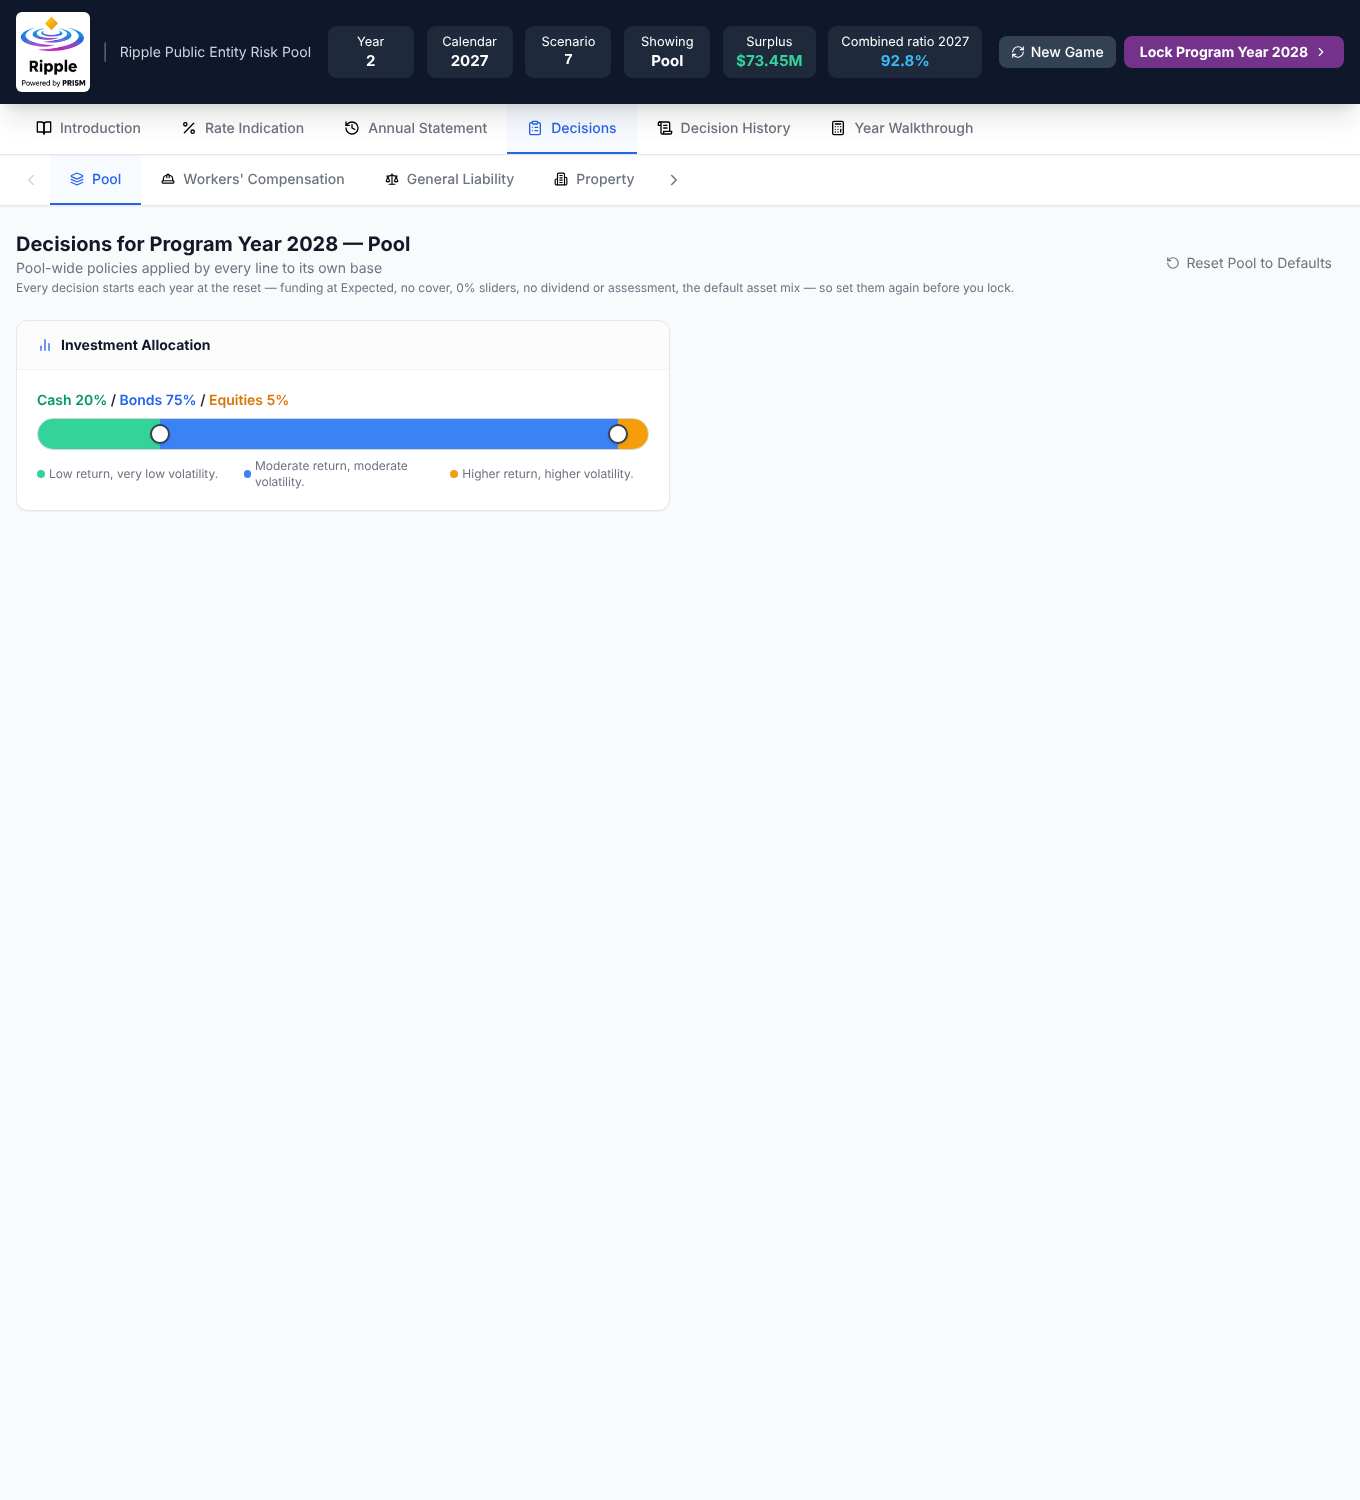 Ripple
Powered by PRISM
Ripple Public Entity Risk Pool
Year
2
Calendar
2027
Scenario
7
Showing
Pool
Surplus
$73.45M
Combined ratio 2027
92.8%
New Game
Lock Program Year 2028
Introduction
Rate Indication
Annual Statement
Decisions
Decision History
Year Walkthrough
Pool
Workers' Compensation
General Liability
Property
Decisions for Program Year 2028 — Pool
Pool-wide policies applied by every line to its own base
Every decision starts each year at the reset — funding at Expected, no cover, 0% sliders, no dividend or assessment, the default asset mix — so set them again before you lock.
Reset Pool to Defaults
Investment Allocation
Cash 20% / Bonds 75% / Equities 5%
Low return, very low volatility.
Moderate return, moderate
volatility.
Higher return, higher volatility.